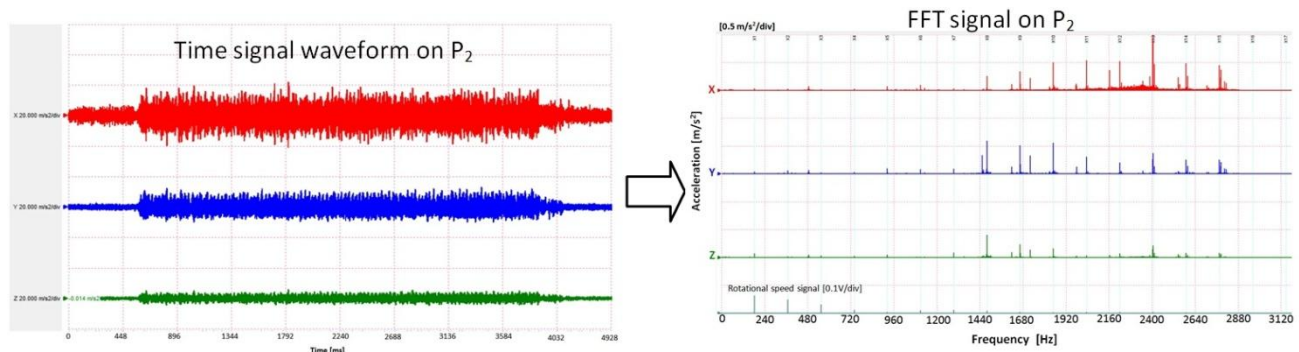 Time signal waveform on P2
X 20.000 m/s2/div
Y 20.000 m/s2/div
Z 20.000 m/s2/div
-0.014 m/s2
0 448 896 1344 1792 2240 2688 3136 3584 4032 4928
Time [ms]
FFT signal on P2
[0.5 m/s²/div]
X
Y
Z
Acceleration [m/s²]
Rotational speed signal [0.1V/div]
0 240 480 720 960 1200 1440 1680 1920 2160 2400 2640 2880 3120
Frequency [Hz]